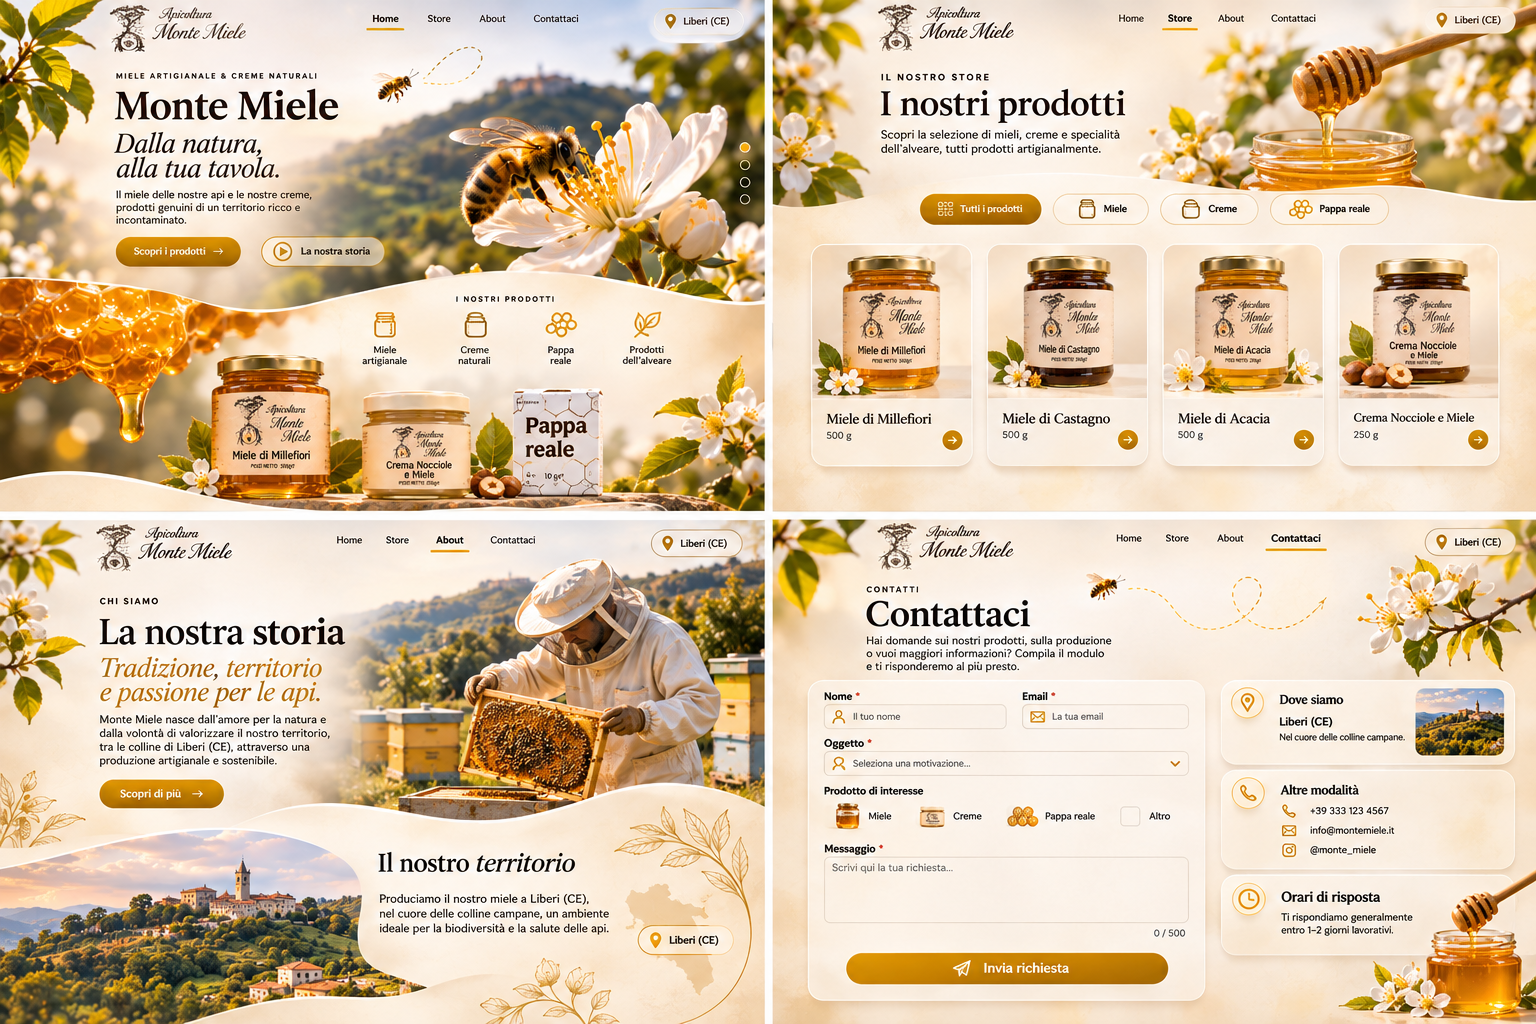 Apicoltura
Monte Miele
Home
Store
About
Contattaci
Liberi (CE)
MIELE ARTIGIANALE & CREME NATURALI
Monte Miele
Dalla natura,
alla tua tavola.
Il miele delle nostre api e le nostre creme,
prodotti genuini di un territorio ricco e
incontaminato.
Scopri i prodotti
La nostra storia
I NOSTRI PRODOTTI
Miele
artigianale
Creme
naturali
Pappa
reale
Prodotti
dell'alveare
Apicoltura
Monte
Miele
Miele di Millefiori
Apicoltura
Monte
Miele
Crema Nocciole
e Miele
Pappa
reale
Apicoltura
Monte Miele
Home
Store
About
Contattaci
Liberi (CE)
IL NOSTRO STORE
I nostri prodotti
Scopri la selezione di mieli, creme e specialità
dell'alveare, tutti prodotti artigianalmente.
Tutti i prodotti
Miele
Creme
Pappa reale
Apicoltura
Monte
Miele
Miele di Millefiori
Apicoltura
Monte
Miele
Miele di Castagno
Apicoltura
Monte
Miele
Miele di Acacia
Apicoltura
Monte
Miele
Crema Nocciole
e Miele
Miele di Millefiori
500 g
Miele di Castagno
500 g
Miele di Acacia
500 g
Crema Nocciole e Miele
250 g
Apicoltura
Monte Miele
Home
Store
About
Contattaci
Liberi (CE)
CHI SIAMO
La nostra storia
Tradizione, territorio
e passione per le api.
Monte Miele nasce dall'amore per la natura e
dalla volontà di valorizzare il nostro territorio,
tra le colline di Liberi (CE), attraverso una
produzione artigianale e sostenibile.
Scopri di più
Il nostro territorio
Produciamo il nostro miele a Liberi (CE),
nel cuore delle colline campane, un ambiente
ideale per la biodiversità e la salute delle api.
Liberi (CE)
Apicoltura
Monte Miele
Home
Store
About
Contattaci
Liberi (CE)
CONTATTI
Contattaci
Hai domande sui nostri prodotti, sulla produzione
o vuoi maggiori informazioni? Compila il modulo
e ti risponderemo al più presto.
Nome *
Il tuo nome
Email *
La tua email
Oggetto *
Seleziona una motivazione...
Prodotto di interesse
Miele
Creme
Pappa reale
Altro
Messaggio *
Scrivi qui la tua richiesta...
0 / 500
Invia richiesta
Dove siamo
Liberi (CE)
Nel cuore delle colline campane.
Altre modalità
+39 333 123 4567
info@montemiele.it
@monte_miele
Orari di risposta
Ti rispondiamo generalmente
entro 1–2 giorni lavorativi.